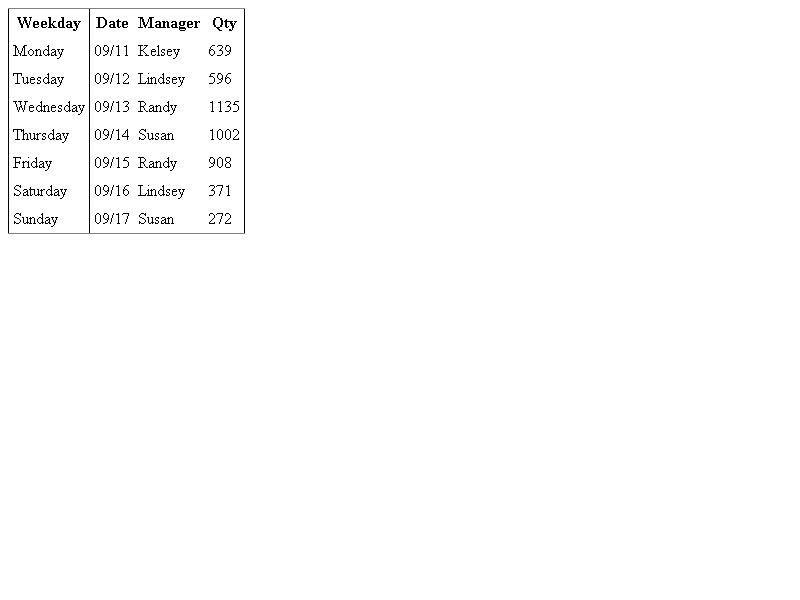 Weekday Date Manager Qty
Monday 09/11 Kelsey 639
Tuesday 09/12 Lindsey 596
Wednesday 09/13 Randy 1135
Thursday 09/14 Susan 1002
Friday 09/15 Randy 908
Saturday 09/16 Lindsey 371
Sunday 09/17 Susan 272